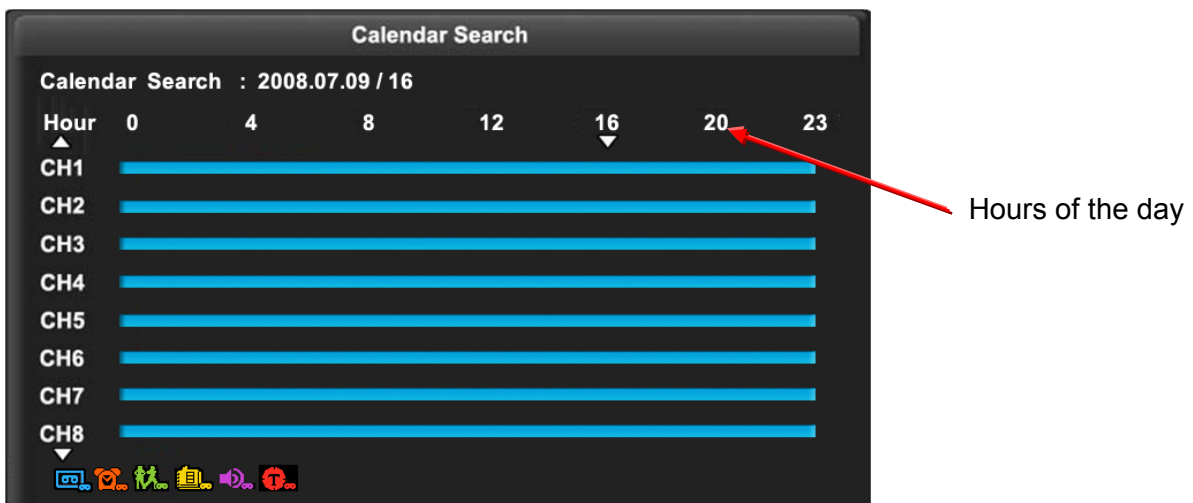 Calendar Search
Calendar Search : 2008.07.09 / 16
Hour 0 4 8 12 16 20 23
CH1
CH2
CH3
CH4
CH5
CH6
CH7
CH8
T
Hours of the day